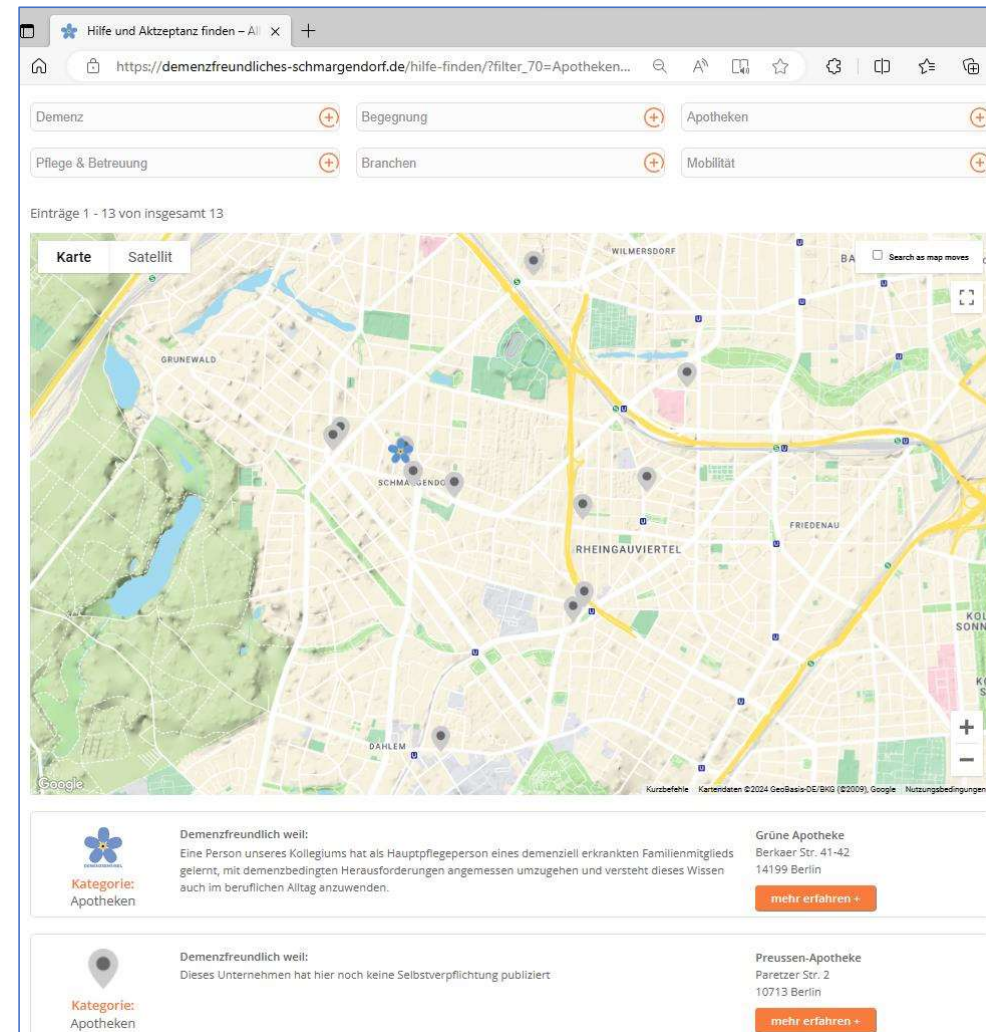 Hilfe und Aktzeptanz finden – Al
https://demenzfreundliches-schmargendorf.de/hilfe-finden/?filter_70=Apotheken...
Demenz
Begegnung
Apotheken
Pflege & Betreuung
Branchen
Mobilität
Einträge 1 - 13 von insgesamt 13
Karte
Satellit
WILMERSDORF
BA
Search as map moves
GRUNEWALD
SCHMARGENDO
FRIEDENAU
RHEINGAUVIERTEL
KOL
SONN
DAHLEM
Google
Kurzbefehle
Kartendaten ©2024 GeoBasis-DE/BKG (©2009), Google
Nutzungsbedingungen
Demenzfreundlich weil:
Eine Person unseres Kollegiums hat als Hauptpflegeperson eines demenziell erkrankten Familienmitglieds
gelernt, mit demenzbedingten Herausforderungen angemessen umzugehen und versteht dieses Wissen
auch im beruflichen Alltag anzuwenden.
Kategorie:
Apotheken
Grüne Apotheke
Berkaer Str. 41-42
14199 Berlin
mehr erfahren +
Demenzfreundlich weil:
Dieses Unternehmen hat hier noch keine Selbstverpflichtung publiziert
Kategorie:
Apotheken
Preussen-Apotheke
Paretzer Str. 2
10713 Berlin
mehr erfahren +